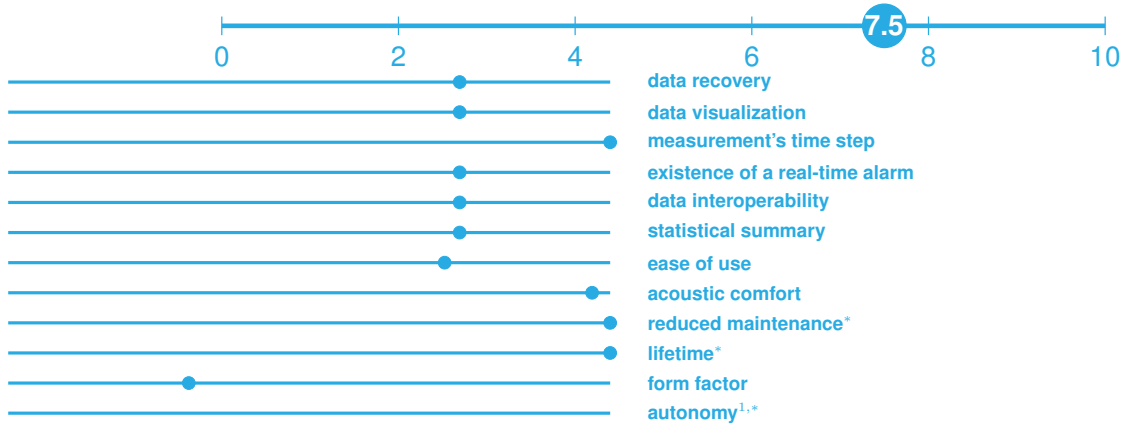 7.5
0 2 4 6 8 10
data recovery
data visualization
measurement's time step
existence of a real-time alarm
data interoperability
statistical summary
ease of use
acoustic comfort
reduced maintenance*
lifetime*
form factor
autonomy1,*